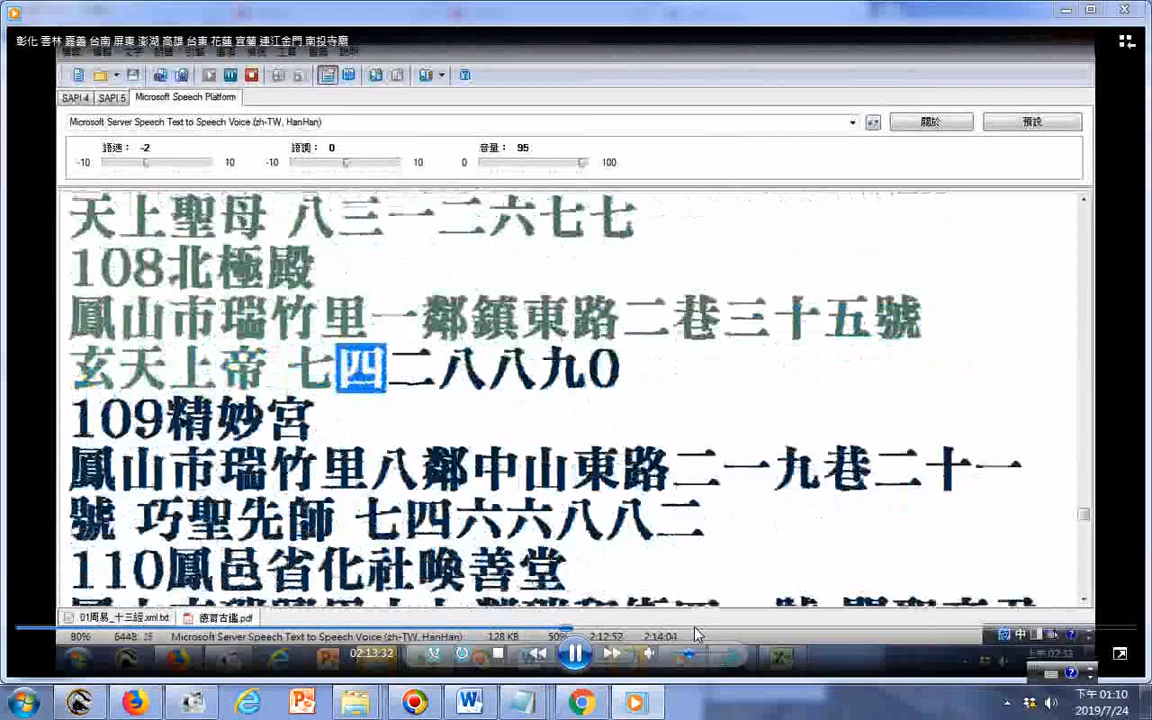 彰化 雲林 嘉義 台南 屏東 澎湖 高雄 台東 花蓮 宜蘭 連江金門 南投寺廟
SAPI 4 SAPI 5 Microsoft Speech Platform
Microsoft Server Speech Text to Speech Voice (zh-TW, HanHan) 關於 預設
語速： -2 語調： 0 音量： 95
-10 10 -10 10 0 100
天上聖母 八三一二六七七
108北極殿
鳳山市瑞竹里一鄰鎮東路二巷三十五號
玄天上帝 七四二八八九0
109精妙宮
鳳山市瑞竹里八鄰中山東路二一九巷二十一
號 巧聖先師 七四六六八八二
110鳳邑省化社喚善堂
01周易_十三經.xml.txt 德育古鑑.pdf
80% Microsoft Server Speech Text to Speech Voice (zh-TW, HanHan) 128 KB 50% 2:12:57 2:14:04 中
02:13:32 上午 02:33
下午 01:10
2019/7/24